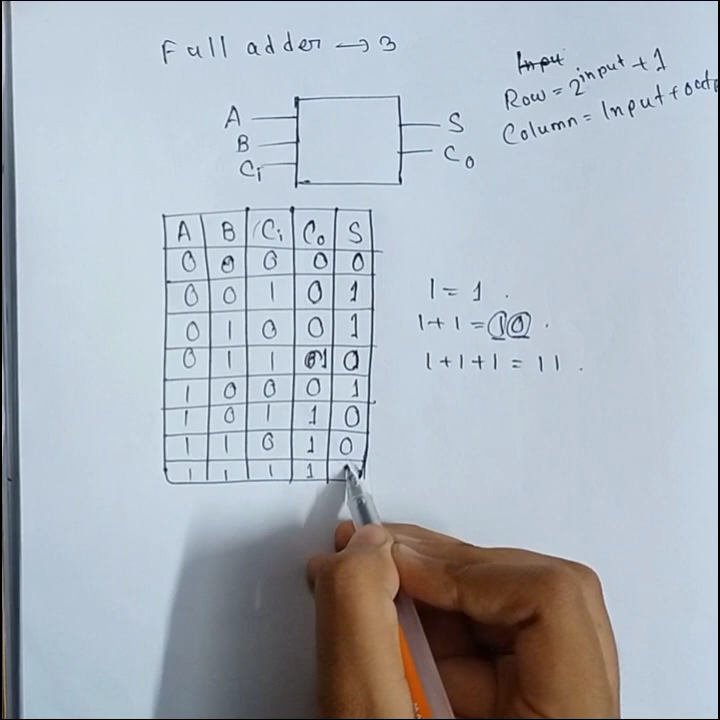 Full adder → 3
Row = 2^input + 1
Column = Input +
A
B
Ci
S
Co
A B Ci Co S
0 0 0 0 0
0 0 1 0 1
0 1 0 0 1
0 1 1 1 0
1 0 0 0 1
1 0 1 1 0
1 1 0 1 0
1 1 1 1
1 = 1 .
1 + 1 = 10 .
1 + 1 + 1 = 11 .